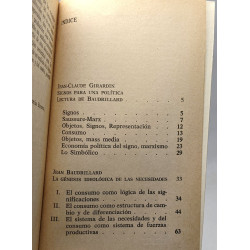 INDICE
JEAN-CLAUDE GIRARDIN
SIGNOS PARA UNA POLÍTICA
LECTURA DE BAUDRILLARD 5
Signos 5
Saussure-Marx 7
Objetos, Signos, Representación 12
Consumo 13
Objetos, mass media 19
Economía política del signo, marxismo 23
Lo Simbólico 29
JEAN BAUDRILLARD
LA GÉNESIS IDEOLÓGICA DE LAS NECESIDADES 33
I. El consumo como lógica de las significaciones 34
II. El consumo como estructura de cambio y de diferenciación 44
III. El sistema de las necesidades y del consumo como sistema de fuerzas productivas 63